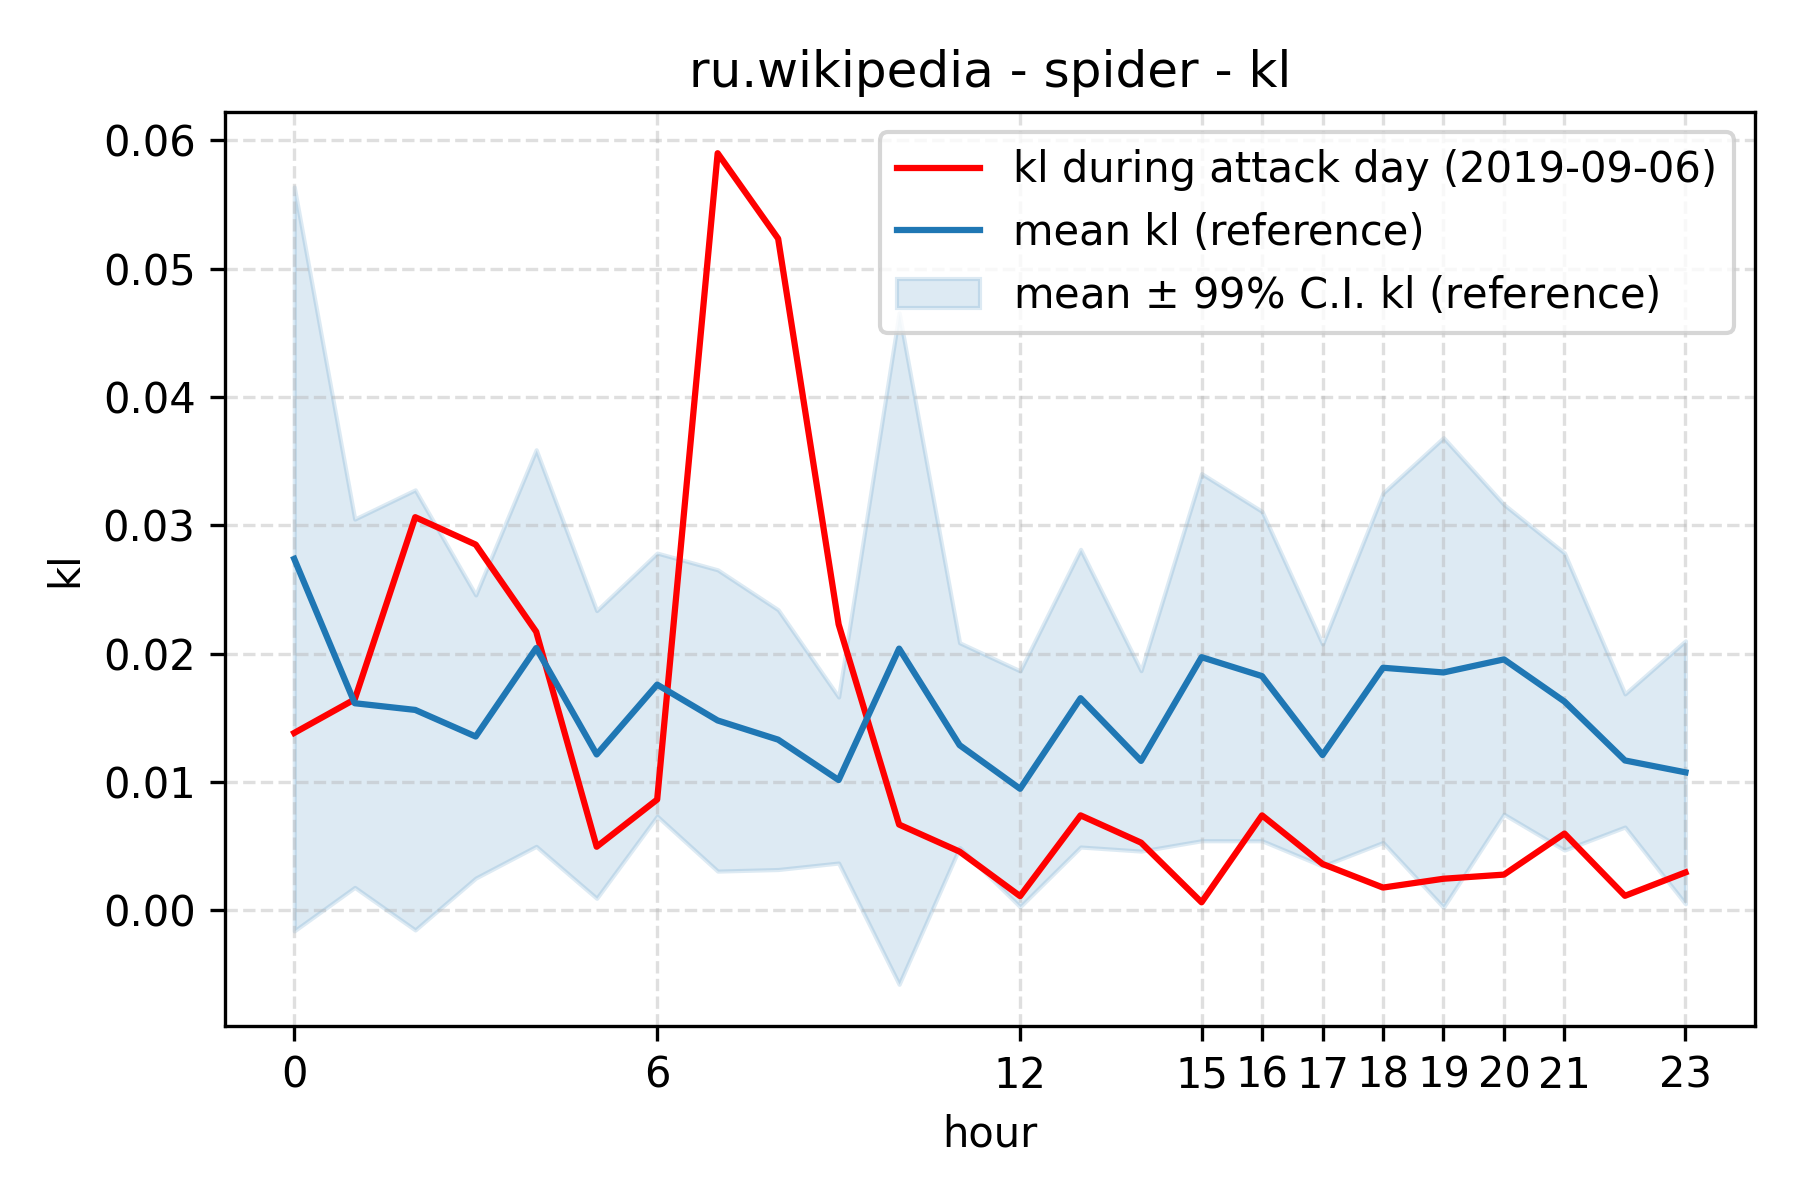 ru.wikipedia - spider - kl
kl during attack day (2019-09-06)
mean kl (reference)
mean ± 99% C.I. kl (reference)
0.06
0.05
0.04
0.03
0.02
0.01
0.00
kl
0 6 12 15 16 17 18 19 20 21 23
hour